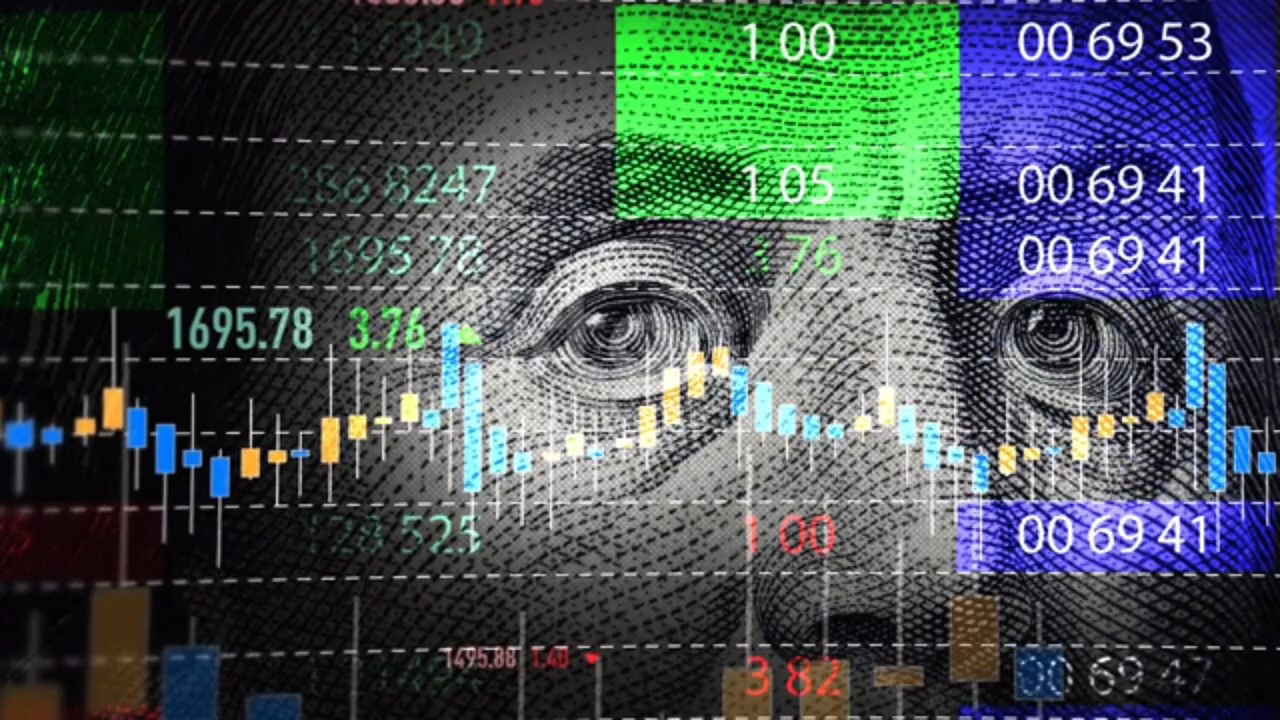 1 00 00 69 53
286 8247 1 05 00 69 41
1695 78 3 76 00 69 41
1695.78 3.76
128 525 1 00 00 69 41
1495.88 1.40
3 82 00 69 47